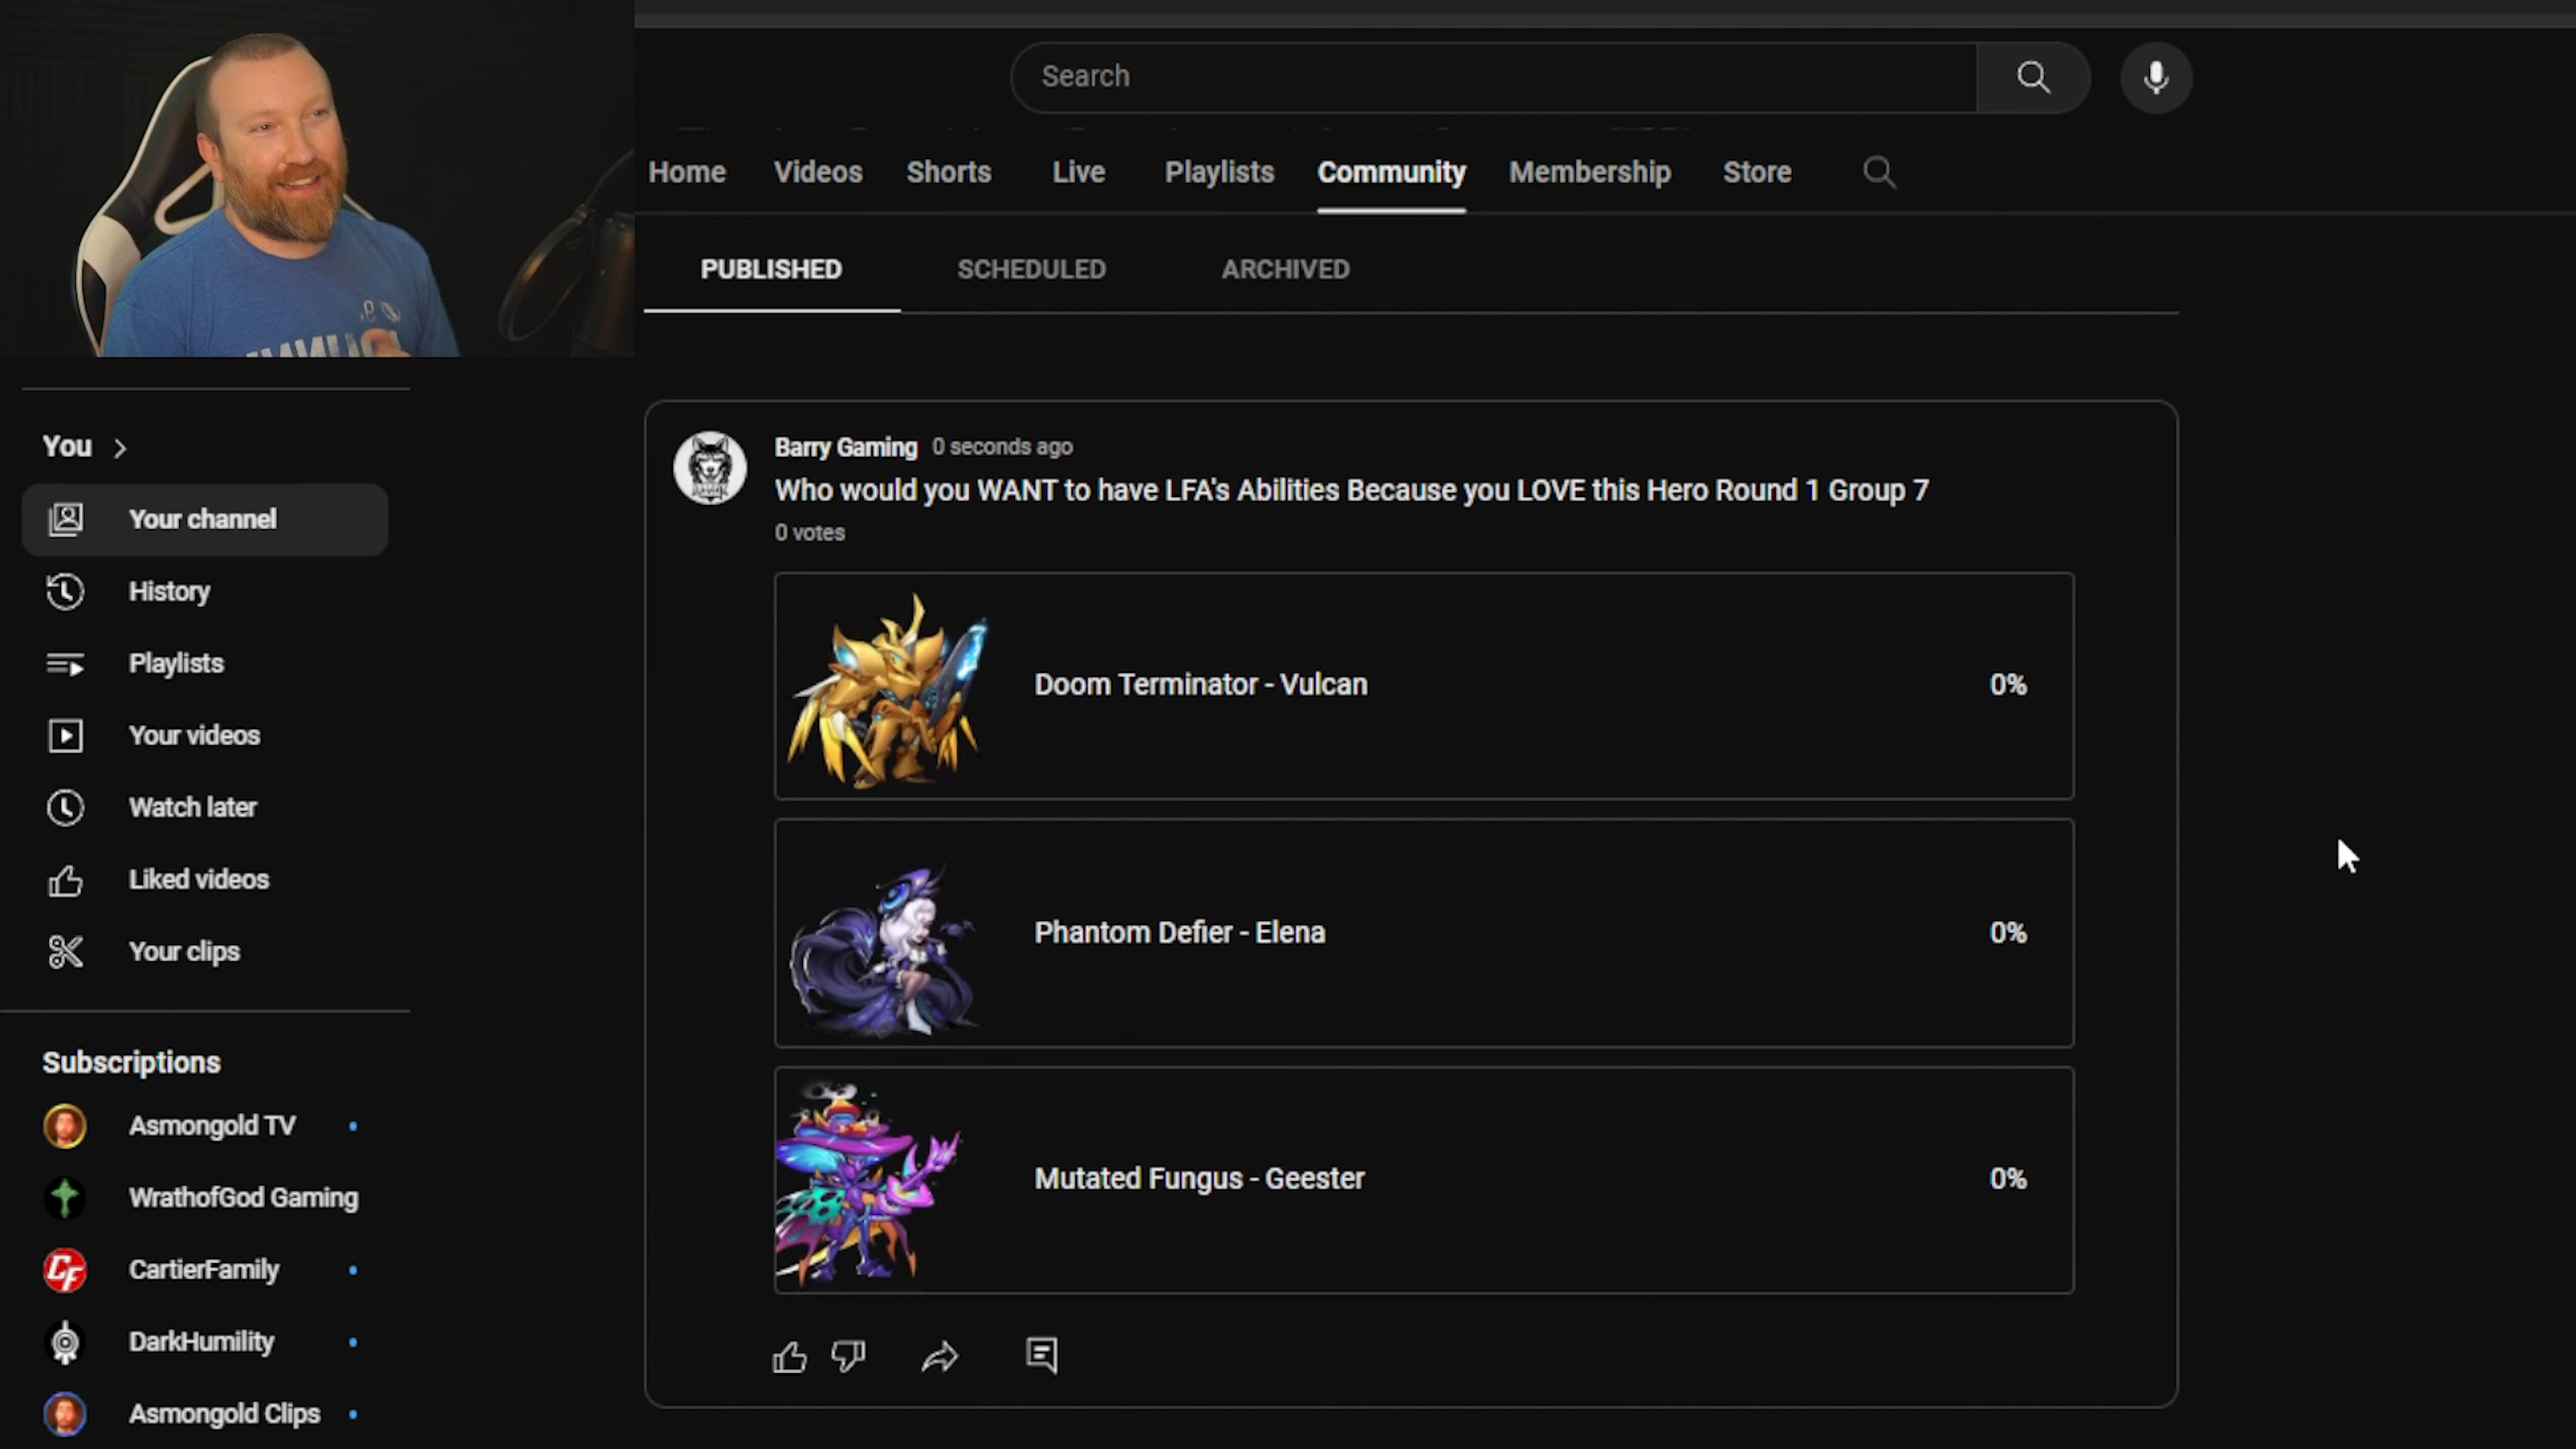 Search
Home Videos Shorts Live Playlists Community Membership Store
PUBLISHED SCHEDULED ARCHIVED
You
Your channel
History
Playlists
Your videos
Watch later
Liked videos
Your clips
Subscriptions
Asmongold TV
WrathofGod Gaming
CartierFamily
DarkHumility
Asmongold Clips
Barry Gaming 0 seconds ago
Who would you WANT to have LFA's Abilities Because you LOVE this Hero Round 1 Group 7
0 votes
Doom Terminator - Vulcan 0%
Phantom Defier - Elena 0%
Mutated Fungus - Geester 0%
CF